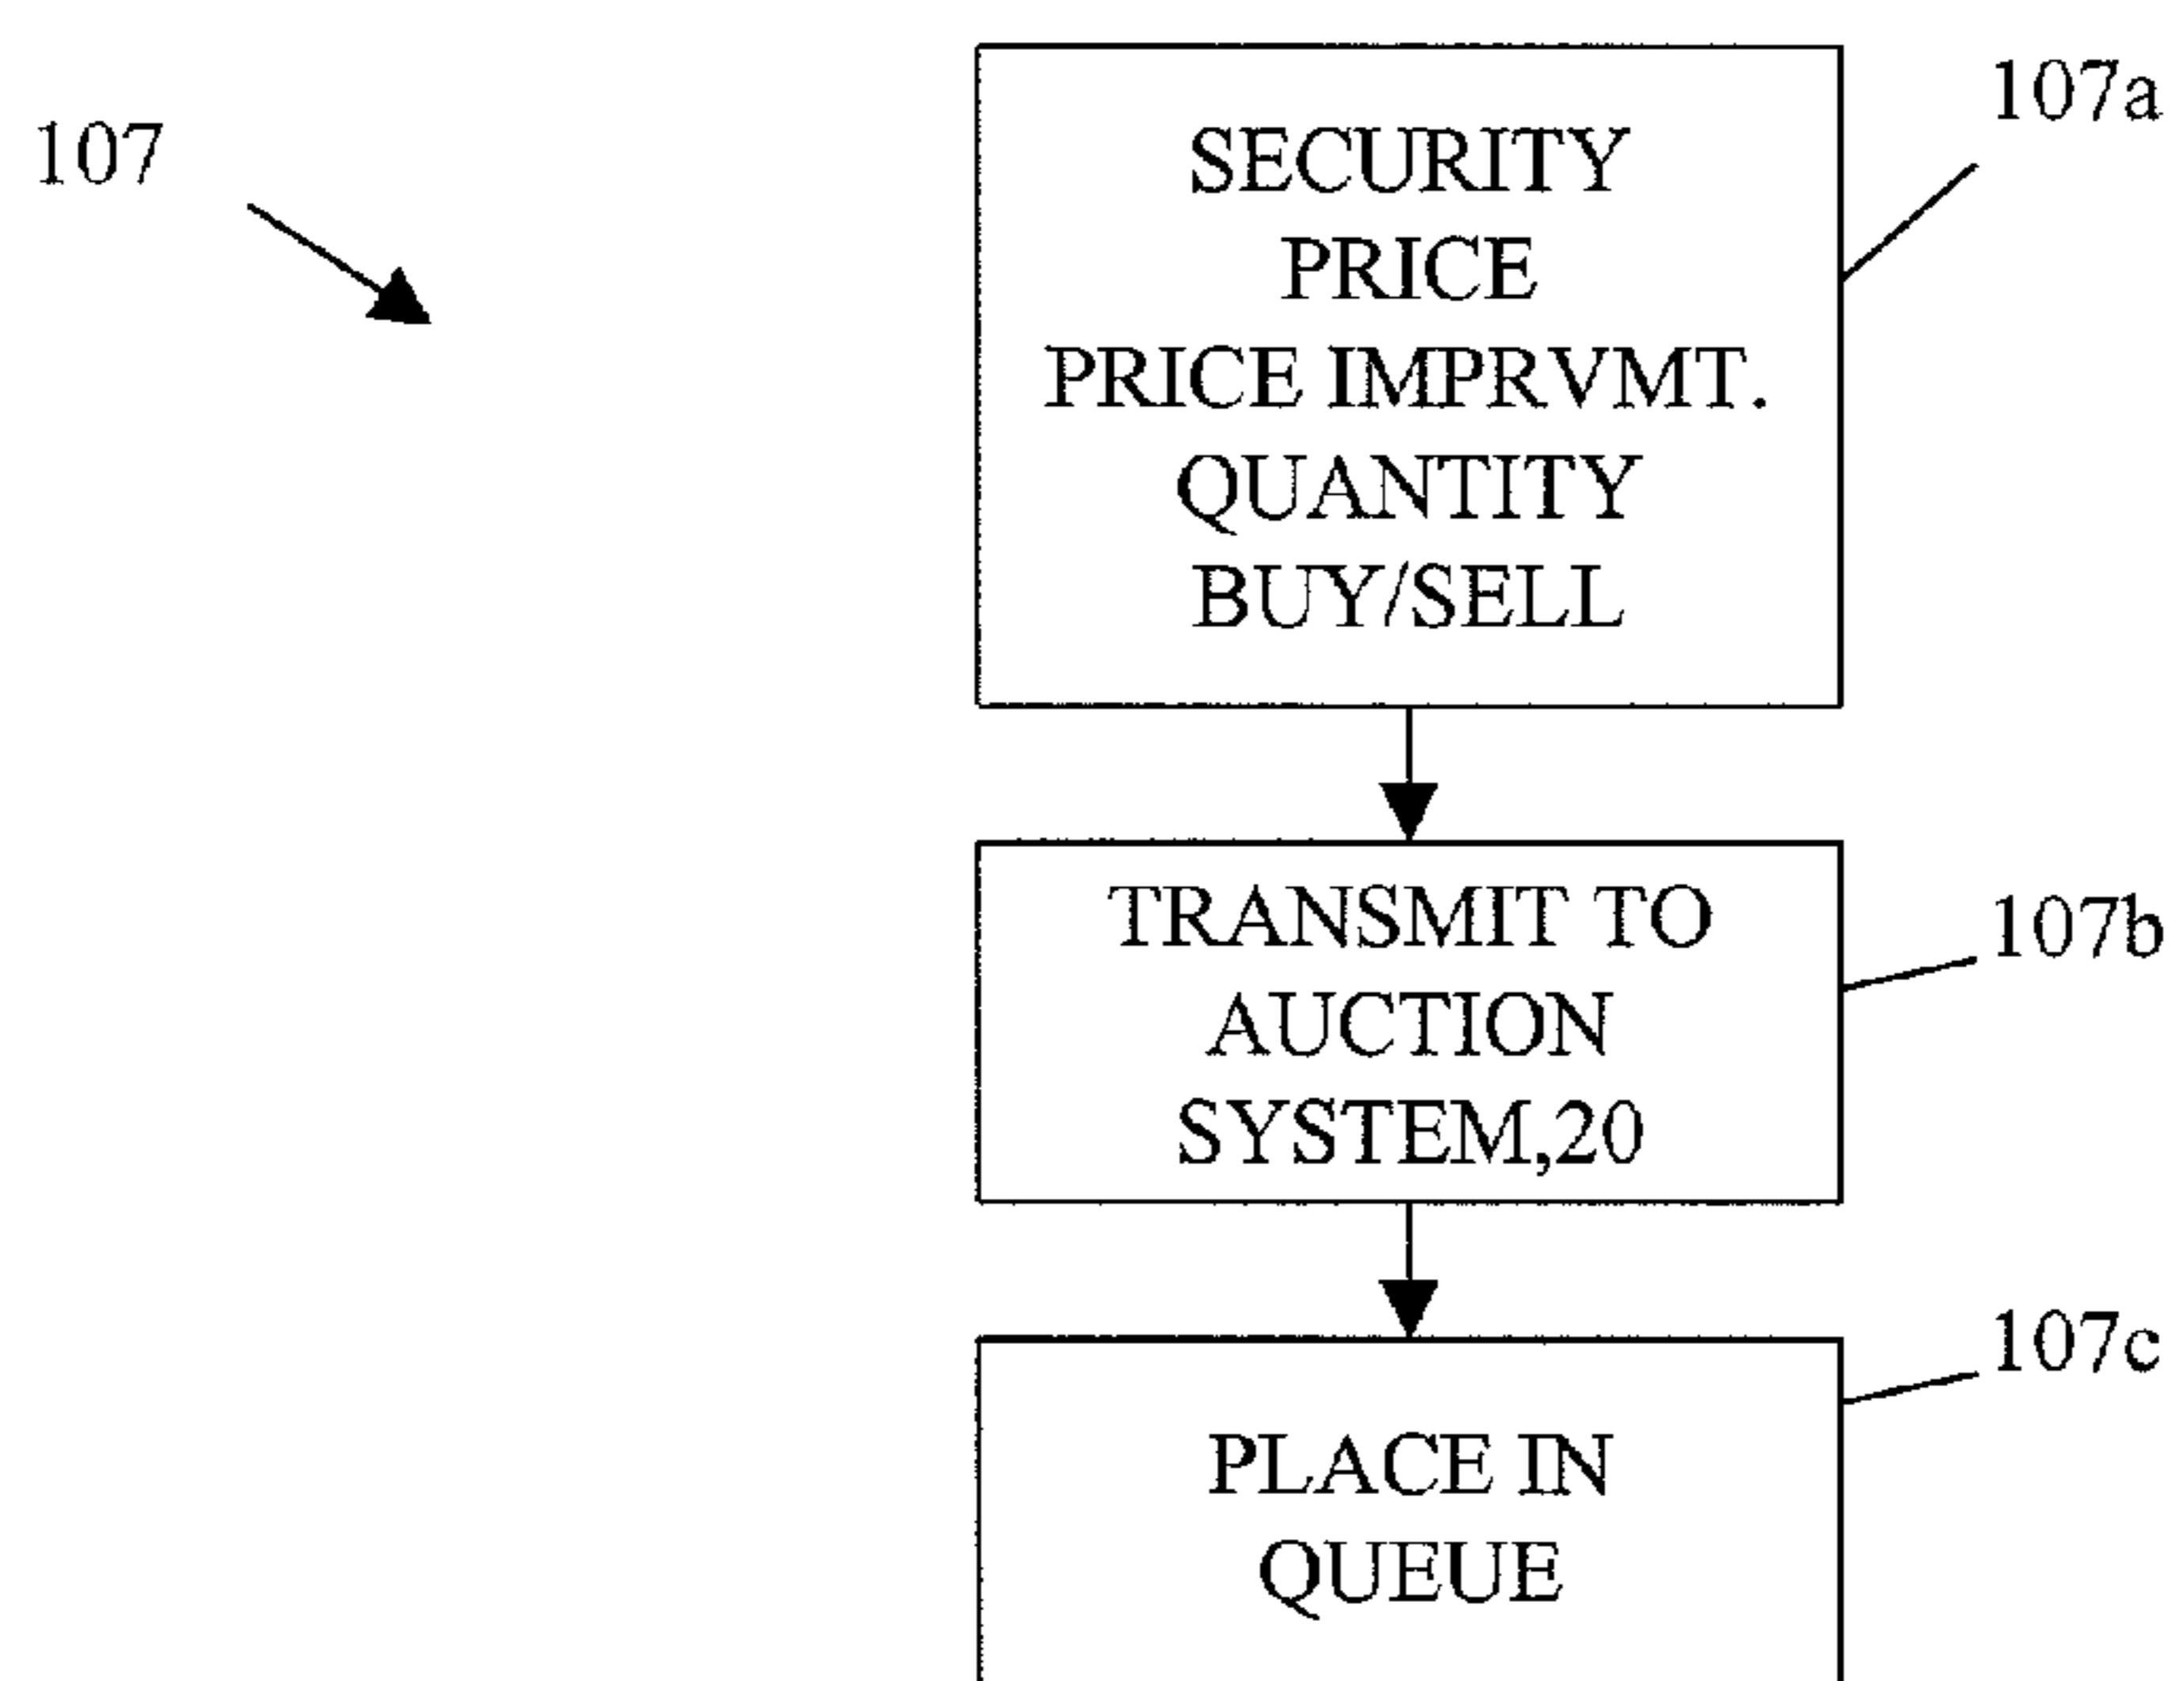 107
107a
SECURITY
PRICE
PRICE IMPRVMT.
QUANTITY
BUY/SELL
107b
TRANSMIT TO
AUCTION
SYSTEM,20
107c
PLACE IN
QUEUE